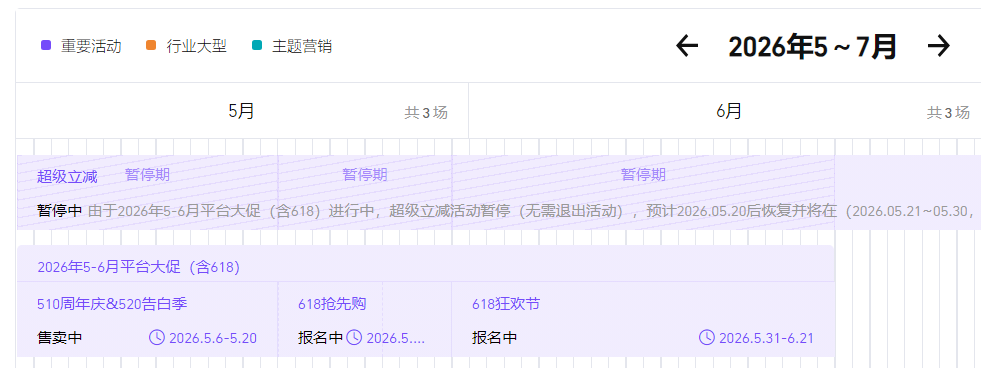 重要活动 行业大型 主题营销 2026年5～7月
5月 共3场 6月 共3场
超级立减 暂停期 暂停期 暂停期
暂停中 由于2026年5-6月平台大促（含618）进行中，超级立减活动暂停（无需退出活动），预计2026.05.20后恢复并将在（2026.05.21~05.30，
2026年5-6月平台大促（含618）
510周年庆&520告白季 618抢先购 618狂欢节
售卖中 2026.5.6-5.20 报名中 2026.5.... 报名中 2026.5.31-6.21